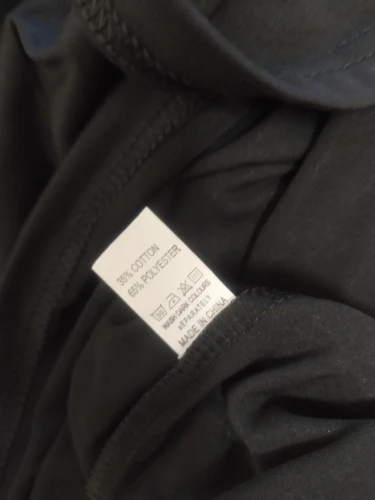 35% COTTON
65% POLYESTER
WASH DARK COLOURS
SEPARATELY
MADE IN CHINA